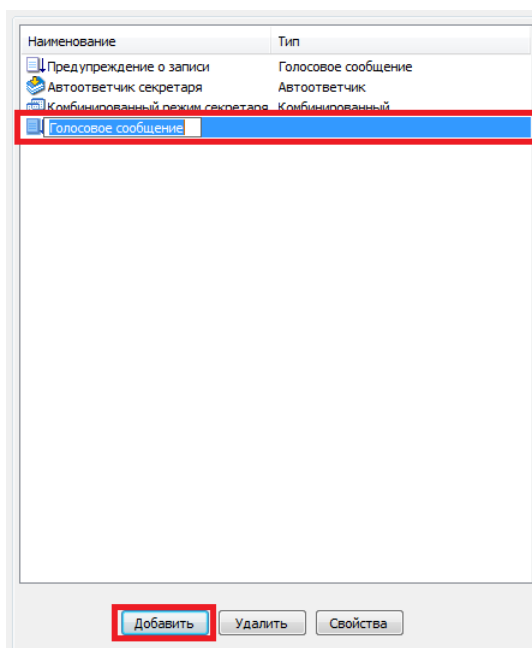 Наименование Тип
Предупреждение о записи Голосовое сообщение
Автоответчик секретаря Автоответчик
Комбинированный режим секретаря Комбинированный
Голосовое сообщение
Добавить Удалить Свойства